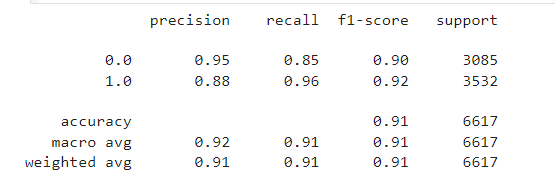 precision recall f1-score support
0.0 0.95 0.85 0.90 3085
1.0 0.88 0.96 0.92 3532
accuracy 0.91 6617
macro avg 0.92 0.91 0.91 6617
weighted avg 0.91 0.91 0.91 6617